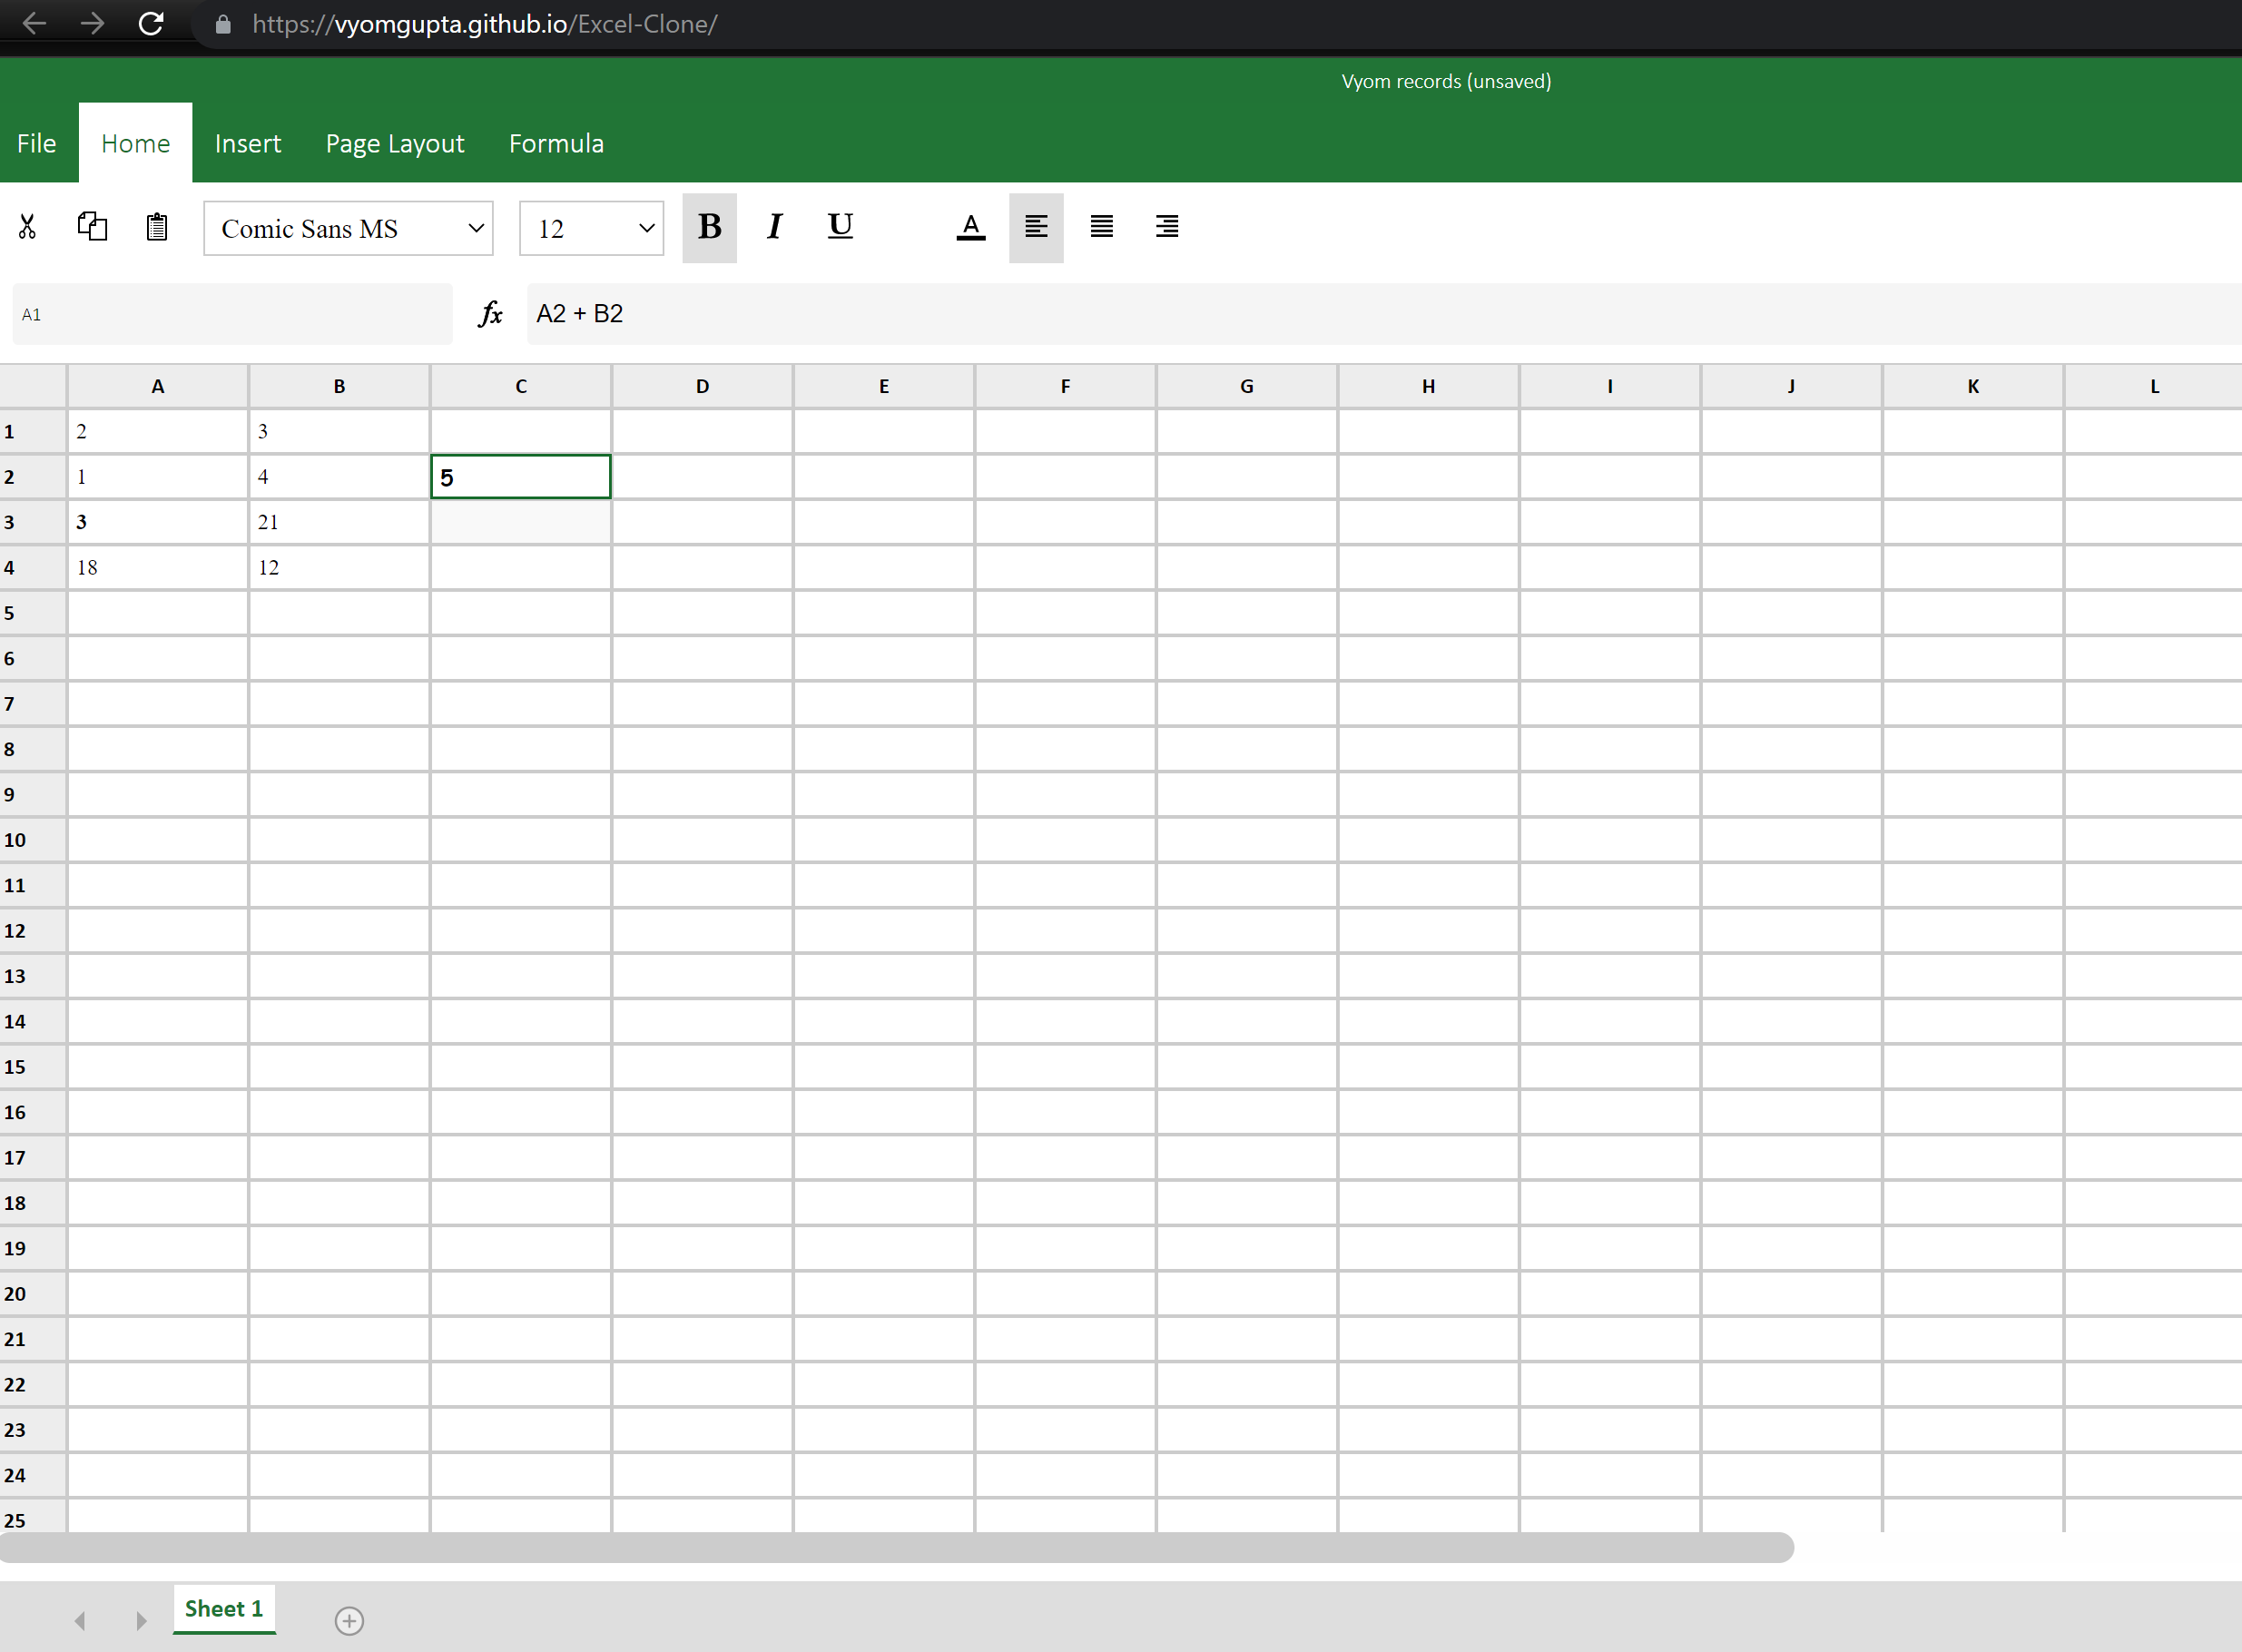 https://vyomgupta.github.io/Excel-Clone/
Vyom records (unsaved)
File Home Insert Page Layout Formula
Comic Sans MS 12 B I U A
A1 fx A2 + B2
A B C D E F G H I J K L
1 2 3
2 1 4 5
3 3 21
4 18 12
5
6
7
8
9
10
11
12
13
14
15
16
17
18
19
20
21
22
23
24
25
Sheet 1